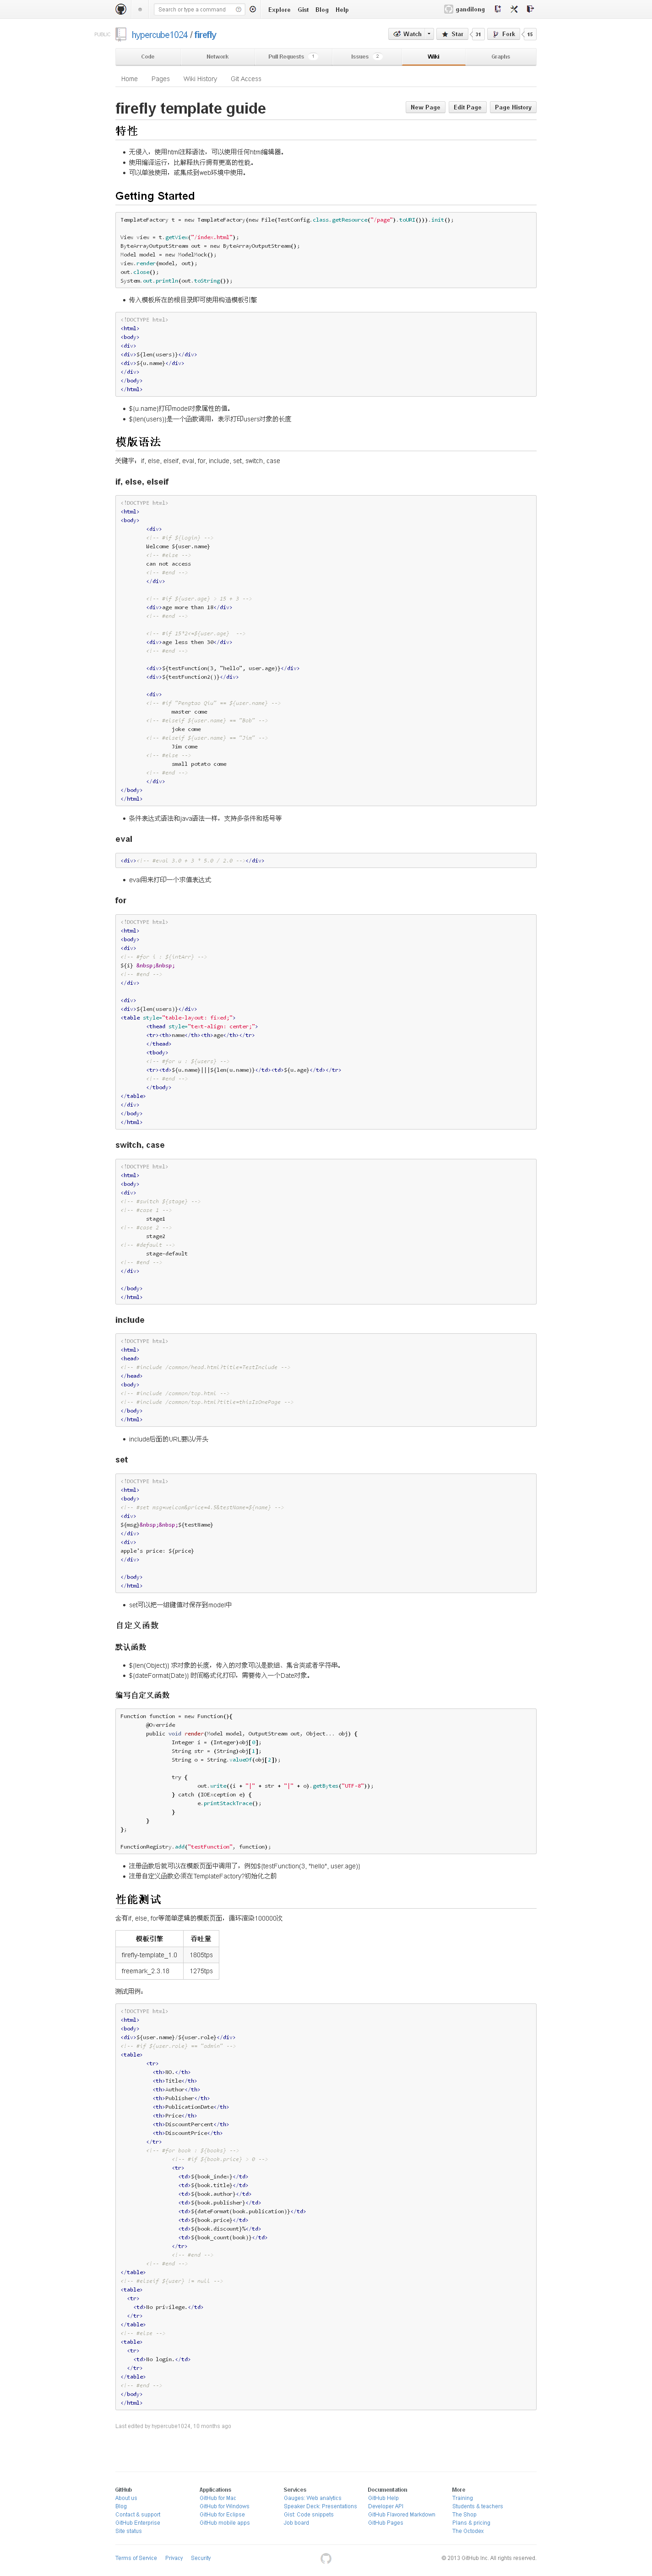 Search or type a command
Explore Gist Blog Help
gandilong
PUBLIC
hypercube1024 / firefly
Watch Star 31 Fork 15
Code Network Pull Requests 1 Issues 2 Wiki Graphs
Home Pages Wiki History Git Access
firefly template guide
New Page Edit Page Page History
特性
无侵入，使用html注释语法，可以使用任何html编辑器。
使用编译运行，比解释执行拥有更高的性能。
可以单独使用，或集成到web环境中使用。
Getting Started
TemplateFactory t = new TemplateFactory(new File(TestConfig.class.getResource("/page").toURI())).init();
View view = t.getView("/index.html");
ByteArrayOutputStream out = new ByteArrayOutputStream();
Model model = new ModelMock();
view.render(model, out);
out.close();
System.out.println(out.toString());
传入模板所在的根目录即可使用构造模板引擎
<!DOCTYPE html>
<html>
<body>
<div>
<div>${len(users)}</div>
<div>${u.name}</div>
</div>
</body>
</html>
${u.name}打印model对象属性的值。
${len(users)}是一个函数调用，表示打印users对象的长度
模版语法
关键字，if, else, elseif, eval, for, include, set, switch, case
if, else, elseif
<!DOCTYPE html>
<html>
<body>
<div>
<!-- #if ${login} -->
Welcome ${user.name}
<!-- #else -->
can not access
<!-- #end -->
</div>
<!-- #if ${user.age} > 15 + 3 -->
<div>age more than 18</div>
<!-- #end -->
<!-- #if 15*2>=${user.age} -->
<div>age less then 30</div>
<!-- #end -->
<div>${testFunction(3, "hello", user.age)}</div>
<div>${testFunction2()}</div>
<div>
<!-- #if "Pengtao Qiu" == ${user.name} -->
master come
<!-- #elseif ${user.name} == "Bob" -->
joke come
<!-- #elseif ${user.name} == "Jim" -->
Jim come
<!-- #else -->
small potato come
<!-- #end -->
</div>
</body>
</html>
条件表达式语法和java语法一样，支持多条件和括号等
eval
<div><!-- #eval 3.0 + 3 * 5.0 / 2.0 --></div>
eval用来打印一个求值表达式
for
<!DOCTYPE html>
<html>
<body>
<div>
<!-- #for i : ${intArr} -->
${i} &nbsp;&nbsp;
<!-- #end -->
</div>
<div>
<div>${len(users)}</div>
<table style="table-layout: fixed;">
<thead style="text-align: center;">
<tr><th>name</th><th>age</th></tr>
</thead>
<tbody>
<!-- #for u : ${users} -->
<tr><td>${u.name}|||${len(u.name)}</td><td>${u.age}</td></tr>
<!-- #end -->
</tbody>
</table>
</div>
</body>
</html>
switch, case
<!DOCTYPE html>
<html>
<body>
<div>
<!-- #switch ${stage} -->
<!-- #case 1 -->
stage1
<!-- #case 2 -->
stage2
<!-- #default -->
stage-default
<!-- #end -->
</div>
</body>
</html>
include
<!DOCTYPE html>
<html>
<head>
<!-- #include /common/head.html?title=TestInclude -->
</head>
<body>
<!-- #include /common/top.html -->
<!-- #include /common/top.html?title=thisIsOnePage -->
</body>
</html>
include后面的URL要以/开头
set
<!DOCTYPE html>
<html>
<body>
<!-- #set msg=welcom&price=4.5&testName=${name} -->
<div>
${msg}&nbsp;&nbsp;${testName}
</div>
<div>
apple's price: ${price}
</div>
</body>
</html>
set可以把一组键值对保存到model中
自定义函数
默认函数
${len(Object)} 求对象的长度，传入的对象可以是数组、集合类或者字符串。
${dateFormat(Date)} 时间格式化打印，需要传入一个Date对象。
编写自定义函数
Function function = new Function(){
@Override
public void render(Model model, OutputStream out, Object... obj) {
Integer i = (Integer)obj[0];
String str = (String)obj[1];
String o = String.valueOf(obj[2]);
try {
out.write((i + "|" + str + "|" + o).getBytes("UTF-8"));
} catch (IOException e) {
e.printStackTrace();
}
}
};
FunctionRegistry.add("testFunction", function);
注册函数后就可以在模版页面中调用了，例如${testFunction(3, "hello", user.age)}
注册自定义函数必须在TemplateFactory?初始化之前
性能测试
含有if, else, for等简单逻辑的模版页面，循环渲染100000次
模板引擎 吞吐量
firefly-template_1.0 1805tps
freemark_2.3.18 1275tps
测试用例：
<!DOCTYPE html>
<html>
<body>
<div>${user.name}/${user.role}</div>
<!-- #if ${user.role} == "admin" -->
<table>
<tr>
<th>NO.</th>
<th>Title</th>
<th>Author</th>
<th>Publisher</th>
<th>PublicationDate</th>
<th>Price</th>
<th>DiscountPercent</th>
<th>DiscountPrice</th>
</tr>
<!-- #for book : ${books} -->
<!-- #if ${book.price} > 0 -->
<tr>
<td>${book_index}</td>
<td>${book.title}</td>
<td>${book.author}</td>
<td>${book.publisher}</td>
<td>${dateFormat(book.publication)}</td>
<td>${book.price}</td>
<td>${book.discount}%</td>
<td>${book_count(book)}</td>
</tr>
<!-- #end -->
<!-- #end -->
</table>
<!-- #elseif ${user} != null -->
<table>
<tr>
<td>No privilege.</td>
</tr>
</table>
<!-- #else -->
<table>
<tr>
<td>No login.</td>
</tr>
</table>
<!-- #end -->
</body>
</html>
Last edited by hypercube1024, 10 months ago
GitHub
About us
Blog
Contact & support
GitHub Enterprise
Site status
Applications
GitHub for Mac
GitHub for Windows
GitHub for Eclipse
GitHub mobile apps
Services
Gauges: Web analytics
Speaker Deck: Presentations
Gist: Code snippets
Job board
Documentation
GitHub Help
Developer API
GitHub Flavored Markdown
GitHub Pages
More
Training
Students & teachers
The Shop
Plans & pricing
The Octodex
Terms of Service Privacy Security
© 2013 GitHub Inc. All rights reserved.